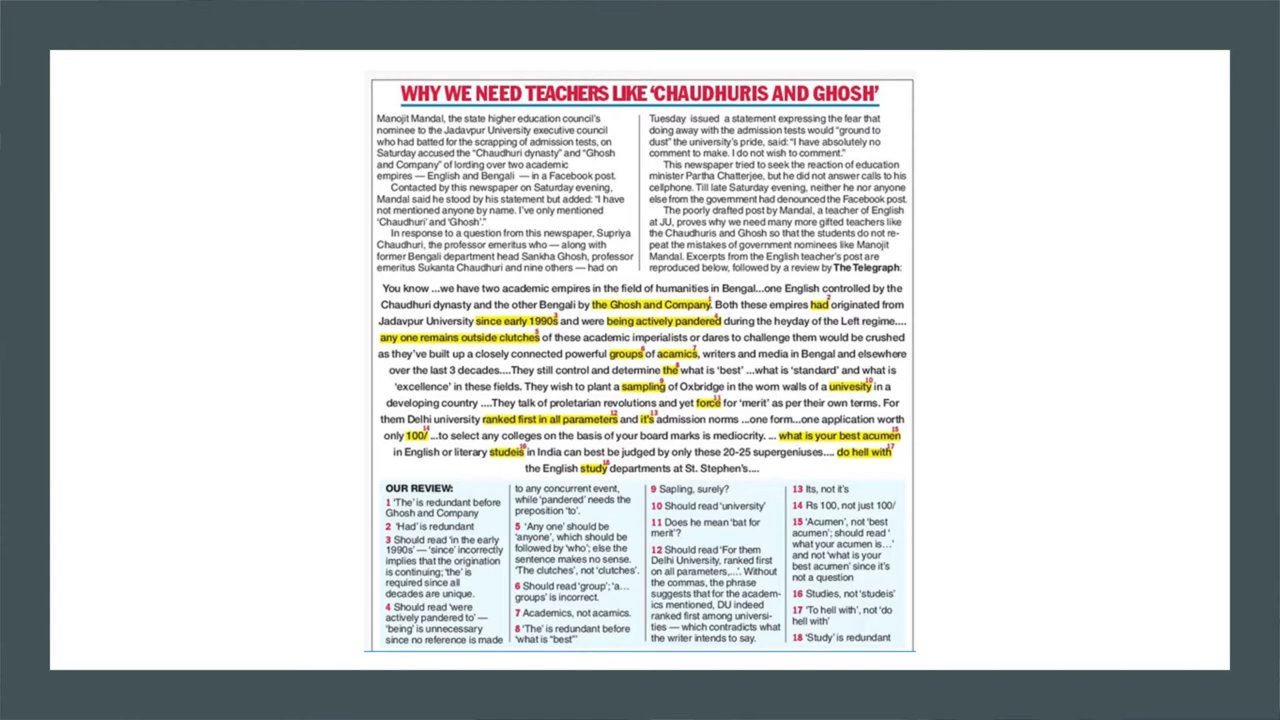 WHY WE NEED TEACHERS LIKE ‘CHAUDHURIS AND GHOSH’
Manojit Mandal, the state higher education council’s
nominee to the Jadavpur University executive council
who had batted for the scrapping of admission tests, on
Saturday accused the “Chaudhuri dynasty” and “Ghosh
and Company” of lording over two academic
empires — English and Bengali — in a Facebook post.
Contacted by this newspaper on Saturday evening,
Mandal said he stood by his statement but added: “I have
not mentioned anyone by name. I’ve only mentioned
‘Chaudhuri’ and ‘Ghosh’.”
In response to a question from this newspaper, Supriya
Chaudhuri, the professor emeritus who — along with
former Bengali department head Sankha Ghosh, professor
emeritus Sukanta Chaudhuri and nine others — had on
Tuesday issued a statement expressing the fear that
doing away with the admission tests would “ground to
dust” the university’s pride, said: “I have absolutely no
comment to make. I do not wish to comment.”
This newspaper tried to seek the reaction of education
minister Partha Chatterjee, but he did not answer calls to his
cellphone. Till late Saturday evening, neither he nor anyone
else from the government had denounced the Facebook post.
The poorly drafted post by Mandal, a teacher of English
at JU, proves why we need many more gifted teachers like
the Chaudhuris and Ghosh so that the students do not re-
peat the mistakes of government nominees like Manojit
Mandal. Excerpts from the English teacher’s post are
reproduced below, followed by a review by The Telegraph:
You know ...we have two academic empires in the field of humanities in Bengal...one English controlled by the
Chaudhuri dynasty and the other Bengali by the Ghosh and Company1. Both these empires had2 originated from
Jadavpur University since early 1990s3 and were being actively pandered4 during the heyday of the Left regime....
any one remains outside clutches5 of these academic imperialists or dares to challenge them would be crushed
as they’ve built up a closely connected powerful groups6 of acamics7, writers and media in Bengal and elsewhere
over the last 3 decades....They still control and determine the8 what is ‘best’ ...what is ‘standard’ and what is
‘excellence’ in these fields. They wish to plant a sampling9 of Oxbridge in the worn walls of a univesity10 in a
developing country ....They talk of proletarian revolutions and yet force11 for ‘merit’ as per their own terms. For
them Delhi university ranked first in all parameters12 and it’s13 admission norms ...one form...one application worth
only 100/14 ...to select any colleges on the basis of your board marks is mediocrity. ... what is your best acumen15
in English or literary studeis16 in India can best be judged by only these 20-25 supergeniuses.... do hell with17
the English study18 departments at St. Stephen’s....
OUR REVIEW:
1 ‘The’ is redundant before
Ghosh and Company
2 ‘Had’ is redundant
3 Should read ‘in the early
1990s’ — ‘since’ incorrectly
implies that the origination
is continuing; ‘the’ is
required since all
decades are unique.
4 Should read ‘were
actively pandered to’ —
‘being’ is unnecessary
since no reference is made
to any concurrent event,
while ‘pandered’ needs the
preposition ‘to’.
5 ‘Any one’ should be
‘anyone’, which should be
followed by ‘who’; else the
sentence makes no sense.
‘The clutches’, not ‘clutches’.
6 Should read ‘group’; ‘a...
groups’ is incorrect.
7 Academics, not acamics.
8 ‘The’ is redundant before
‘what is “best”’
9 Sapling, surely?
10 Should read ‘university’
11 Does he mean ‘bat for
merit’?
12 Should read ‘For them
Delhi University, ranked first
on all parameters,...’. Without
the commas, the phrase
suggests that for the academ-
ics mentioned, DU indeed
ranked first among universi-
ties — which contradicts what
the writer intends to say.
13 Its, not it’s
14 Rs 100, not just 100/
15 ‘Acumen’, not ‘best
acumen’; should read ‘
what your acumen is...’
and not ‘what is your
best acumen’ since it’s
not a question
16 Studies, not ‘studeis’
17 ‘To hell with’, not ‘do
hell with’
18 ‘Study’ is redundant